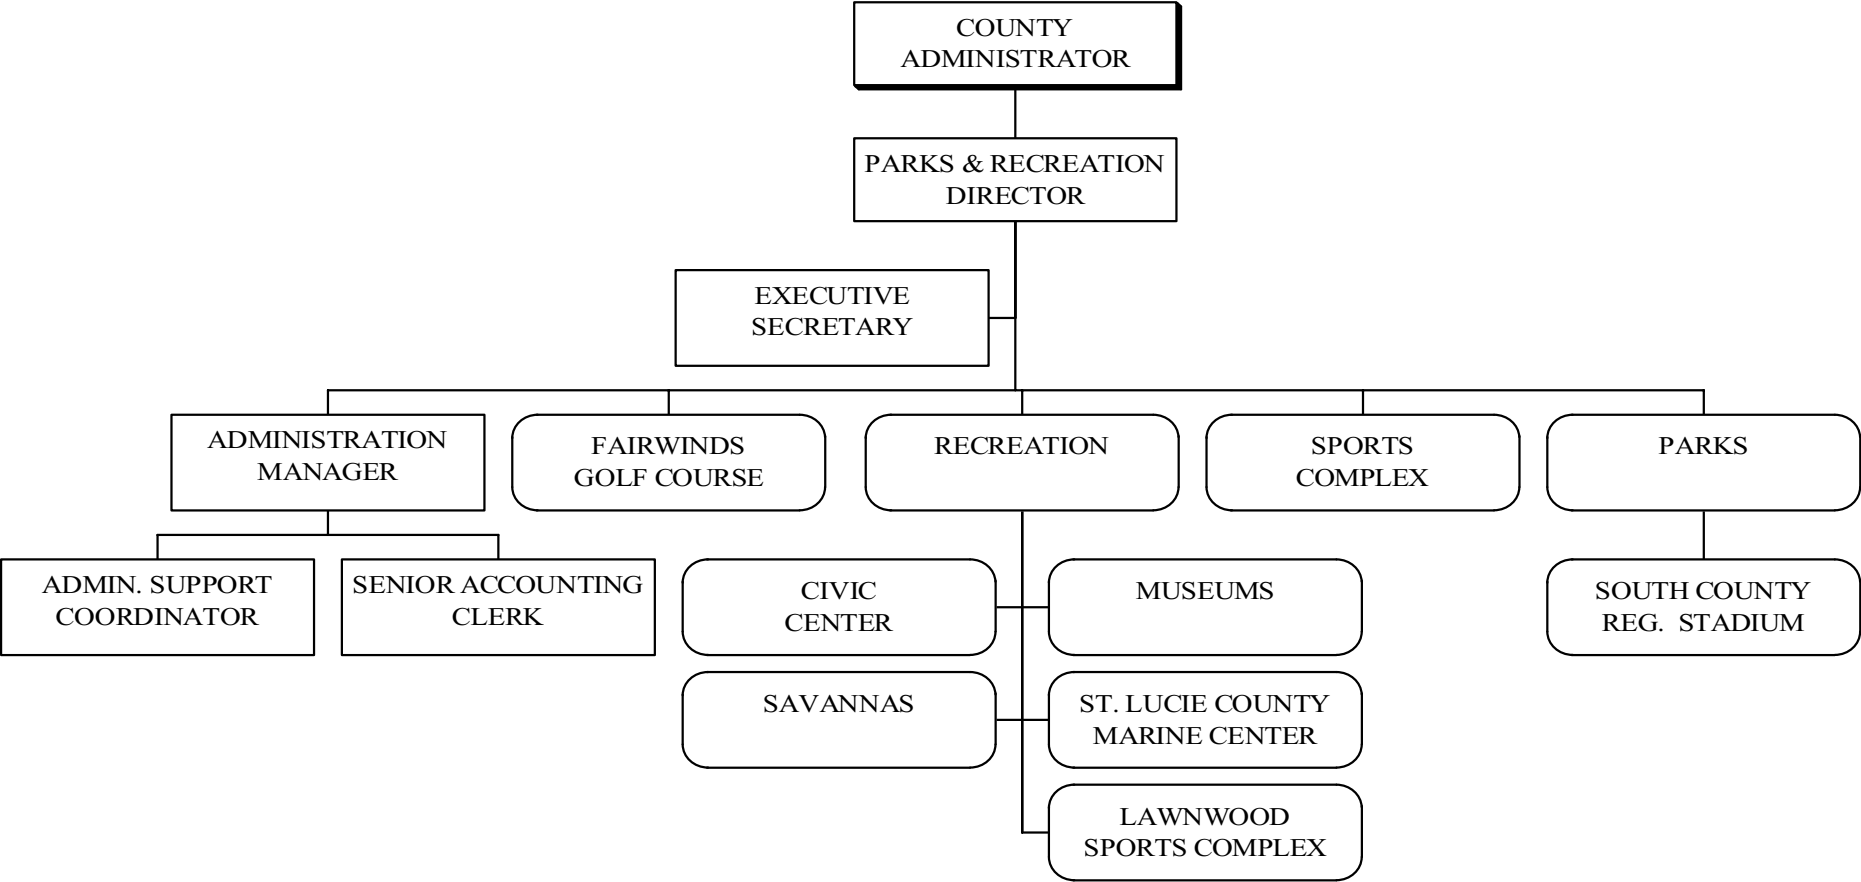 COUNTY
ADMINISTRATOR
PARKS & RECREATION
DIRECTOR
EXECUTIVE
SECRETARY
ADMINISTRATION
MANAGER
FAIRWINDS
GOLF COURSE
RECREATION
SPORTS
COMPLEX
PARKS
ADMIN. SUPPORT
COORDINATOR
SENIOR ACCOUNTING
CLERK
CIVIC
CENTER
MUSEUMS
SOUTH COUNTY
REG. STADIUM
SAVANNAS
ST. LUCIE COUNTY
MARINE CENTER
LAWNWOOD
SPORTS COMPLEX